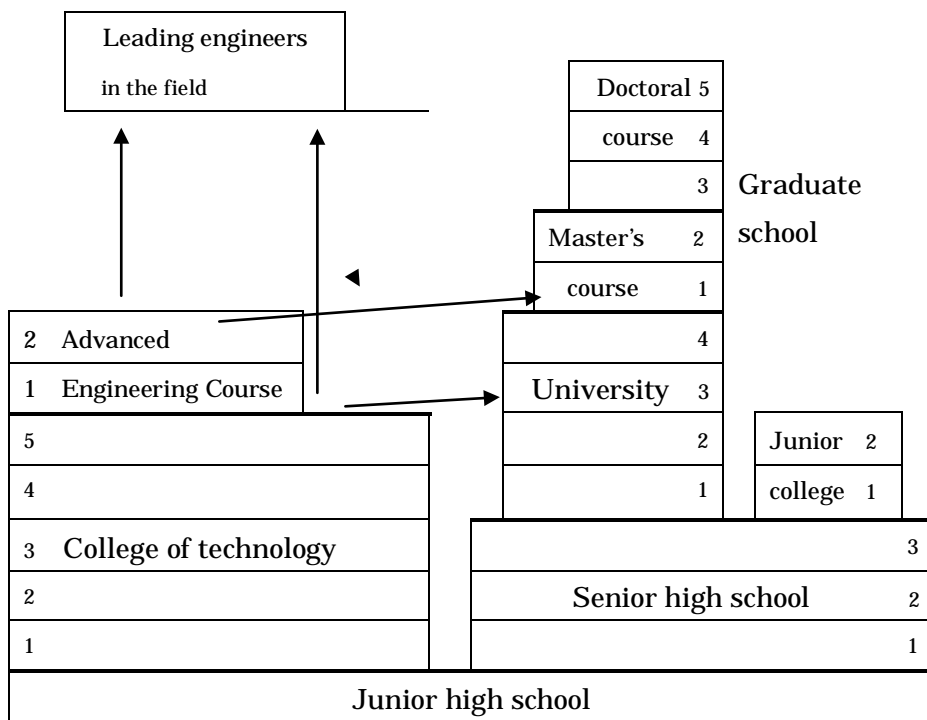 Leading engineers
in the field
Doctoral 5
course 4
3
Graduate
school
Master's 2
course 1
2 Advanced
1 Engineering Course
5
4
3 College of technology
2
1
4
University 3
2
1
Junior 2
college 1
3
Senior high school 2
1
Junior high school